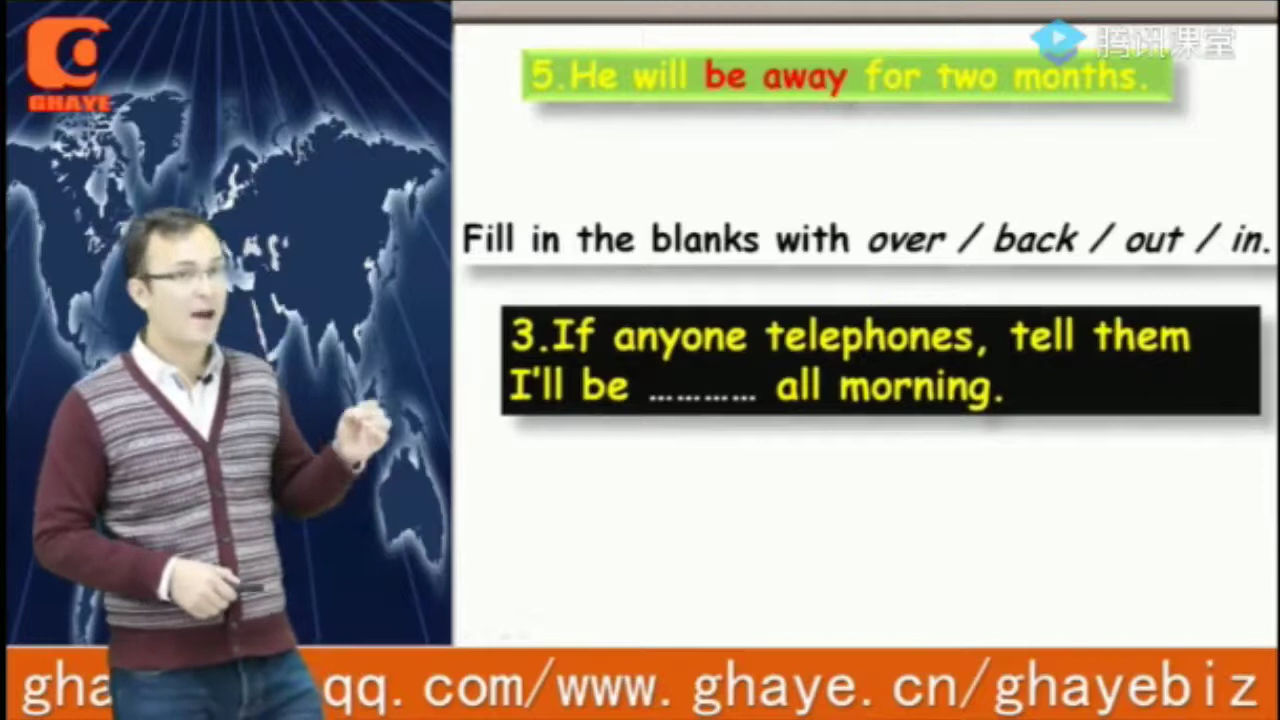 GHAYE
腾讯课堂
5.He will be away for two months.
Fill in the blanks with over / back / out / in.
3.If anyone telephones, tell them
I'll be ………… all morning.
gha
qq. com/www. ghaye. cn/ghayebiz